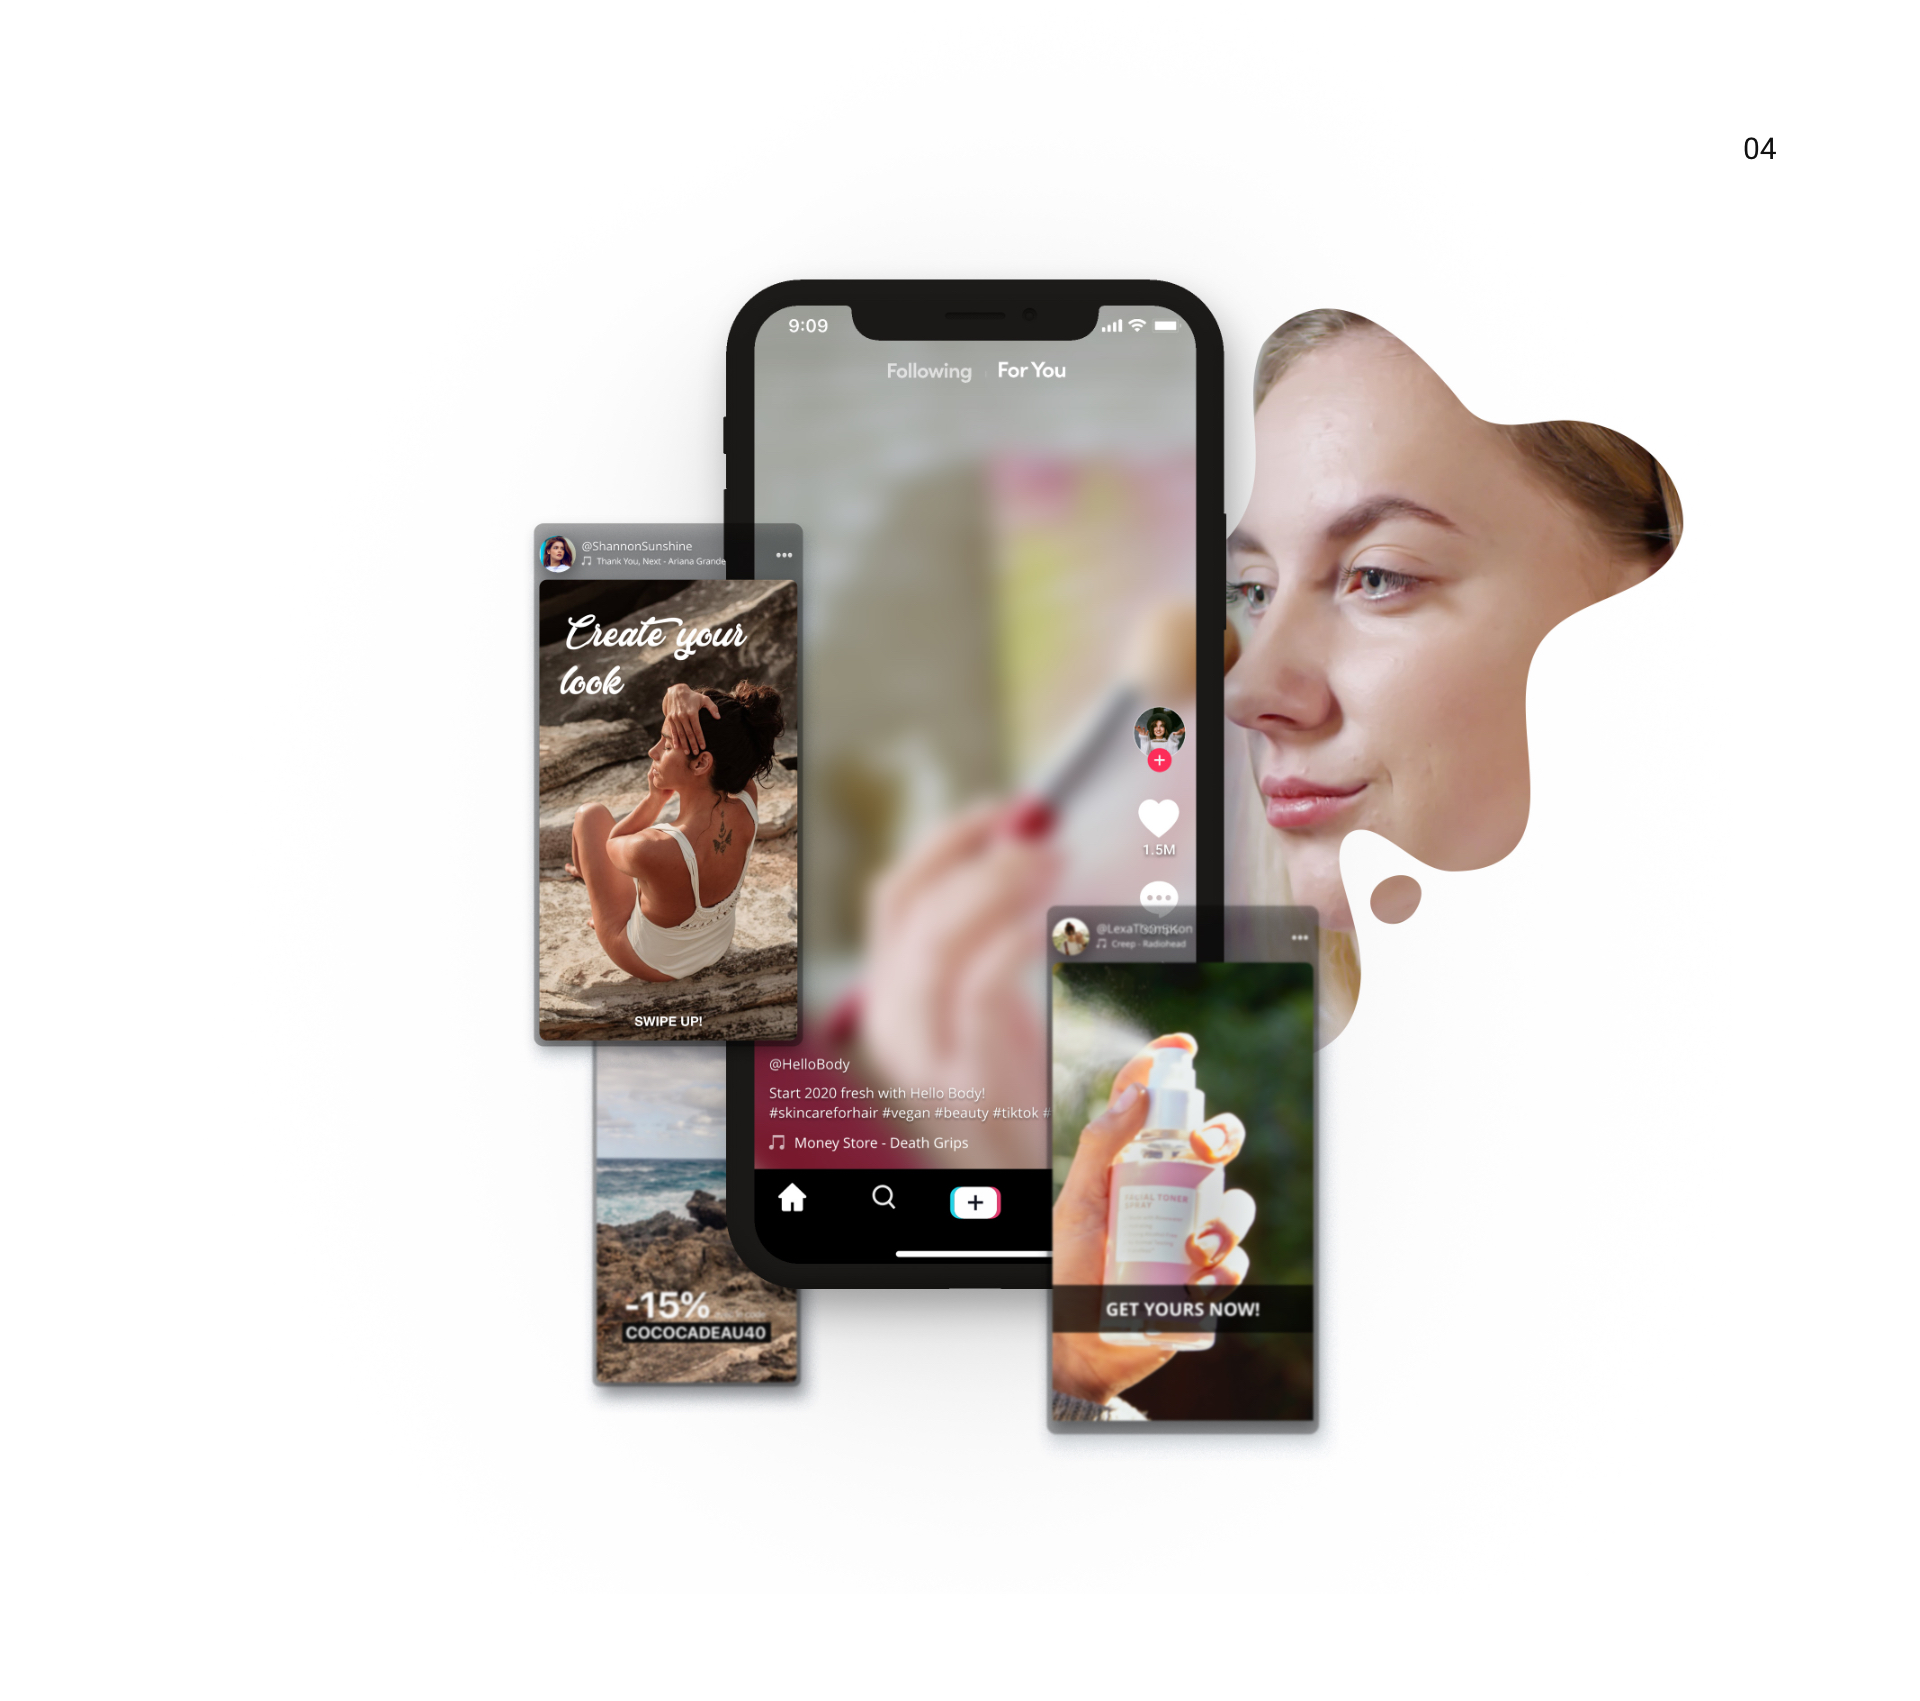 04
9:09
Following For You
@ShannonSunshine
Thank You, Next - Ariana Grande
Create your
look
SWIPE UP!
1.5M
@LexaThompson
Creep - Radiohead
@HelloBody
Start 2020 fresh with Hello Body!
#skincareforhair #vegan #beauty #tiktok #
Money Store - Death Grips
FACIAL TONER
SPRAY
GET YOURS NOW!
-15%
COCOCADEAU40